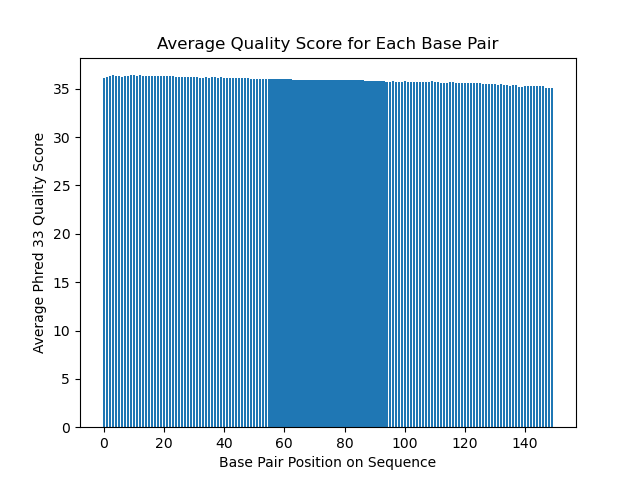 Average Quality Score for Each Base Pair
Average Phred 33 Quality Score
35
30
25
20
15
10
5
0
0 20 40 60 80 100 120 140
Base Pair Position on Sequence